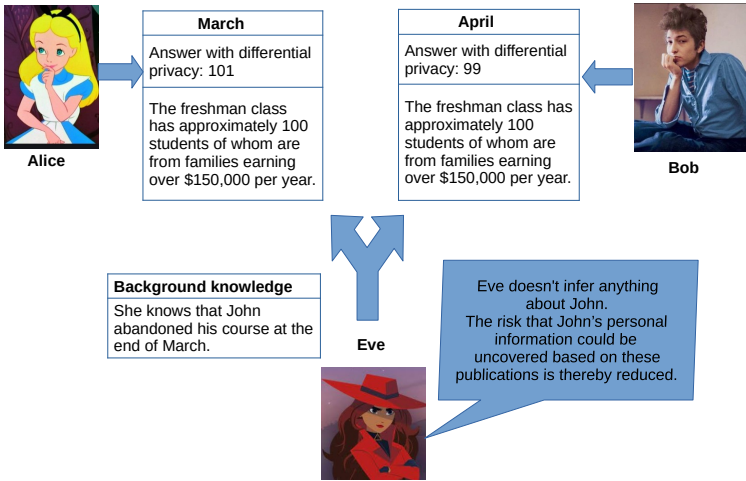 March
Answer with differential
privacy: 101
The freshman class
has approximately 100
students of whom are
from families earning
over $150,000 per year.
Alice
April
Answer with differential
privacy: 99
The freshman class has
approximately 100
students of whom are
from families earning
over $150,000 per year.
Bob
Background knowledge
She knows that John
abandoned his course at the
end of March.
Eve
Eve doesn't infer anything
about John.
The risk that John’s personal
information could be
uncovered based on these
publications is thereby reduced.